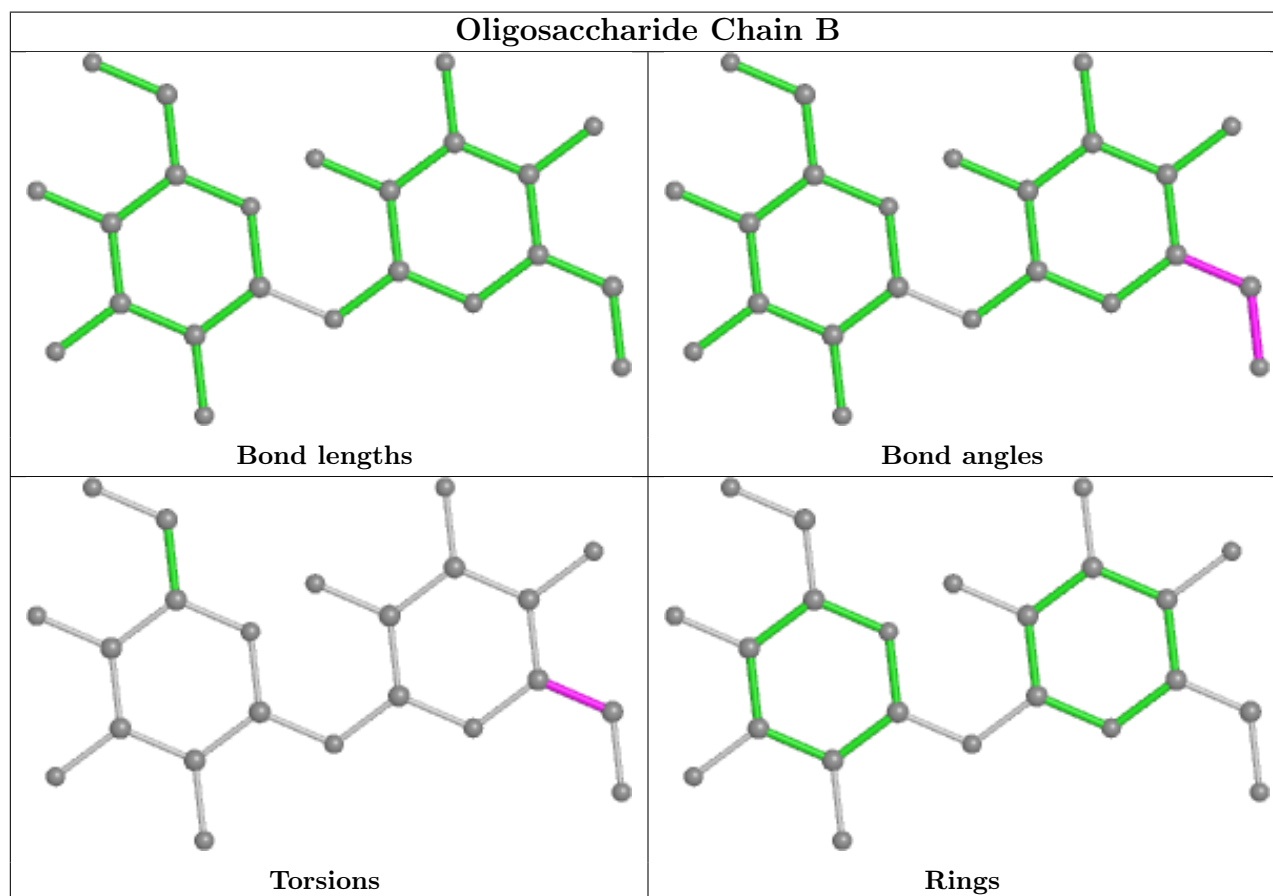 Oligosaccharide Chain B
Bond lengths
Bond angles
Torsions
Rings